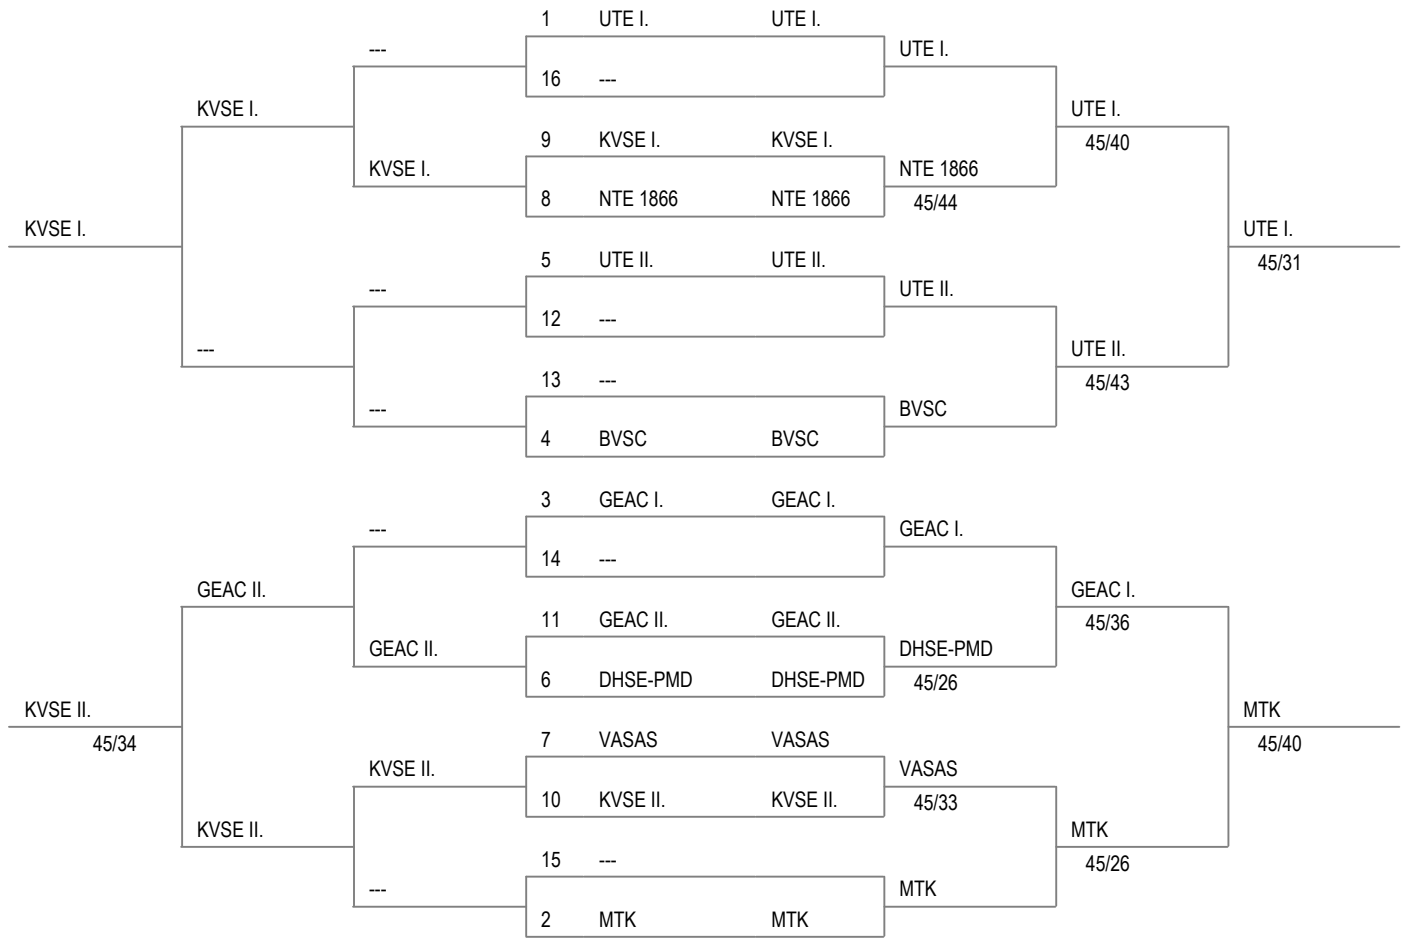 1 UTE I. UTE I.
--- UTE I.
16 ---
KVSE I. UTE I.
9 KVSE I. KVSE I.
45/40
KVSE I. NTE 1866
8 NTE 1866 NTE 1866 45/44
KVSE I. UTE I.
5 UTE II. UTE II. 45/31
--- UTE II.
12 ---
--- UTE II.
13 --- 45/43
--- BVSC
4 BVSC BVSC
3 GEAC I. GEAC I.
--- GEAC I.
14 ---
GEAC II. GEAC I.
11 GEAC II. GEAC II. 45/36
GEAC II. DHSE-PMD
6 DHSE-PMD DHSE-PMD 45/26
KVSE II. MTK
45/34 7 VASAS VASAS 45/40
KVSE II. VASAS
10 KVSE II. KVSE II. 45/33
KVSE II. MTK
15 --- 45/26
--- MTK
2 MTK MTK